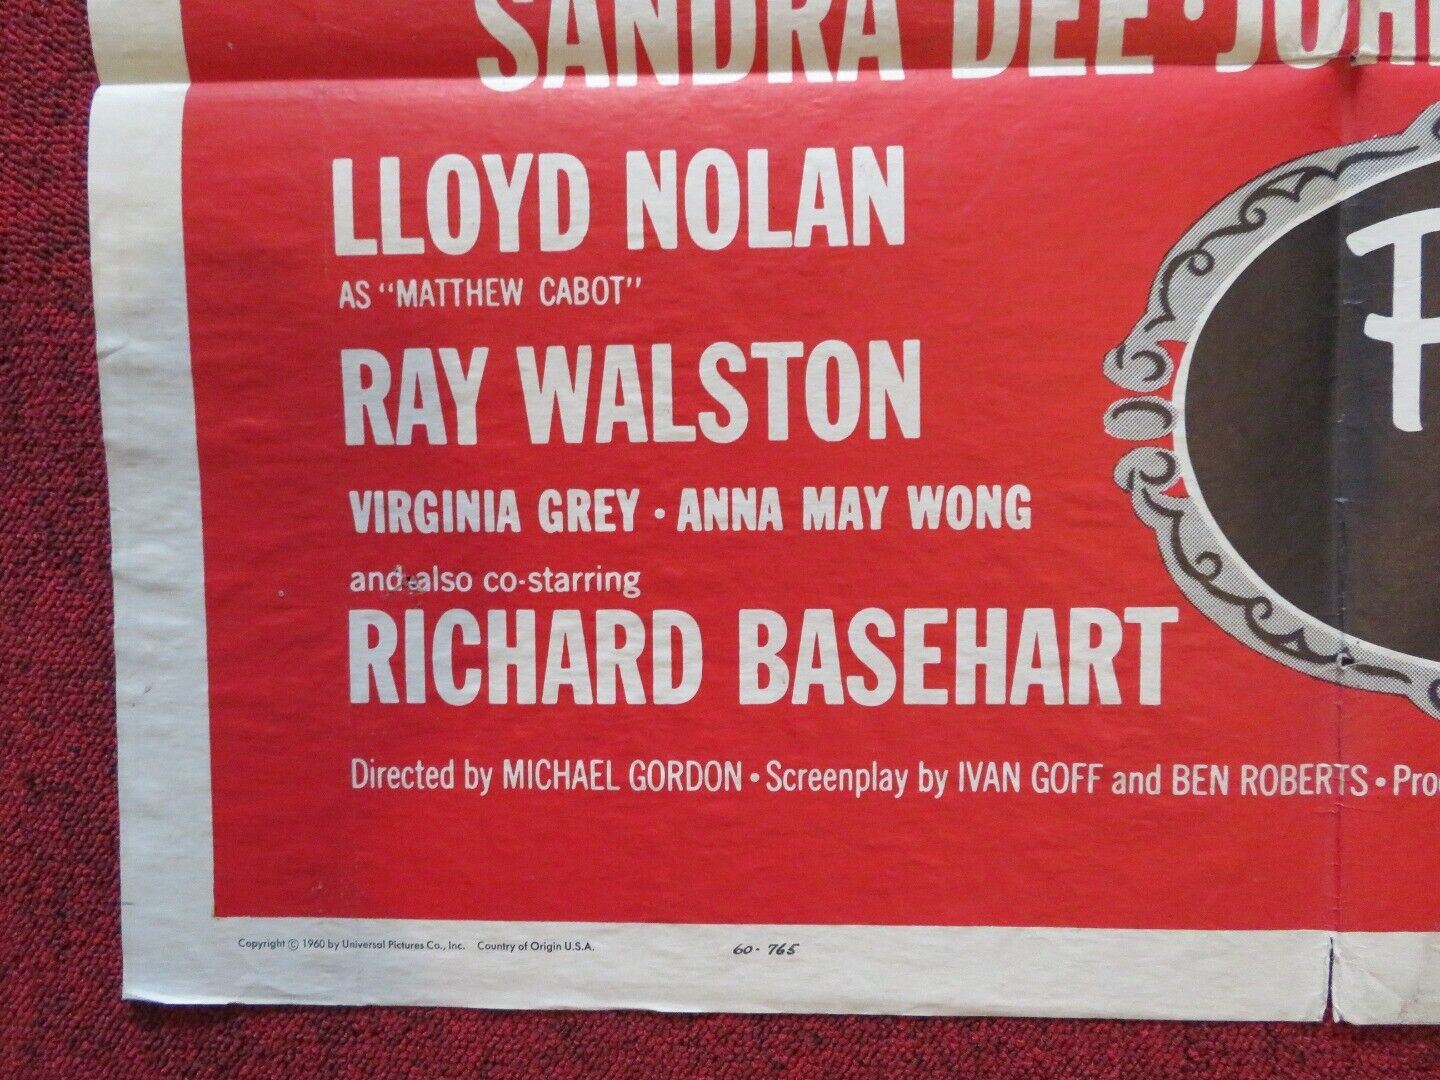 SANDRA DEE •
LLOYD NOLAN
AS "MATTHEW CABOT"
RAY WALSTON
VIRGINIA GREY • ANNA MAY WONG
and also co-starring
RICHARD BASEHART
Directed by MICHAEL GORDON • Screenplay by IVAN GOFF and BEN ROBERTS •
Copyright © 1960 by Universal Pictures Co., Inc. Country of Origin U.S.A.
60-765